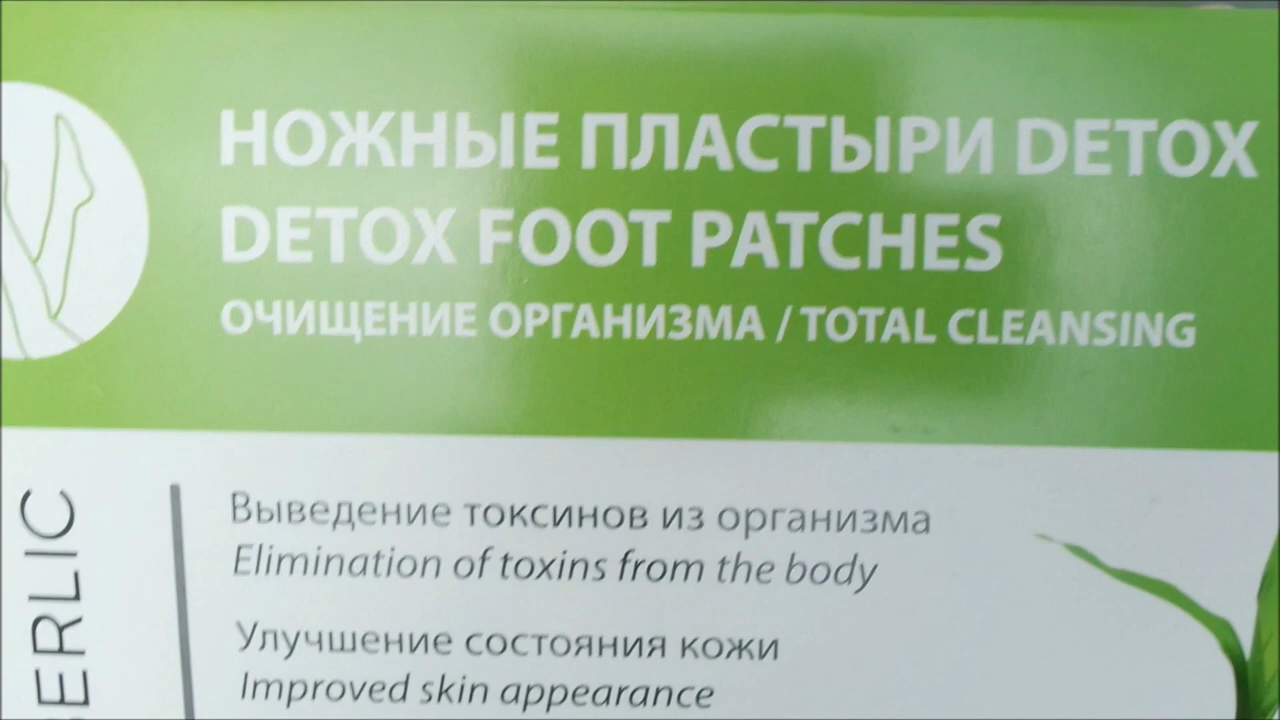 НОЖНЫЕ ПЛАСТЫРИ DETOX
DETOX FOOT PATCHES
ОЧИЩЕНИЕ ОРГАНИЗМА / TOTAL CLEANSING
Выведение токсинов из организма
Elimination of toxins from the body
Улучшение состояния кожи
Improved skin appearance